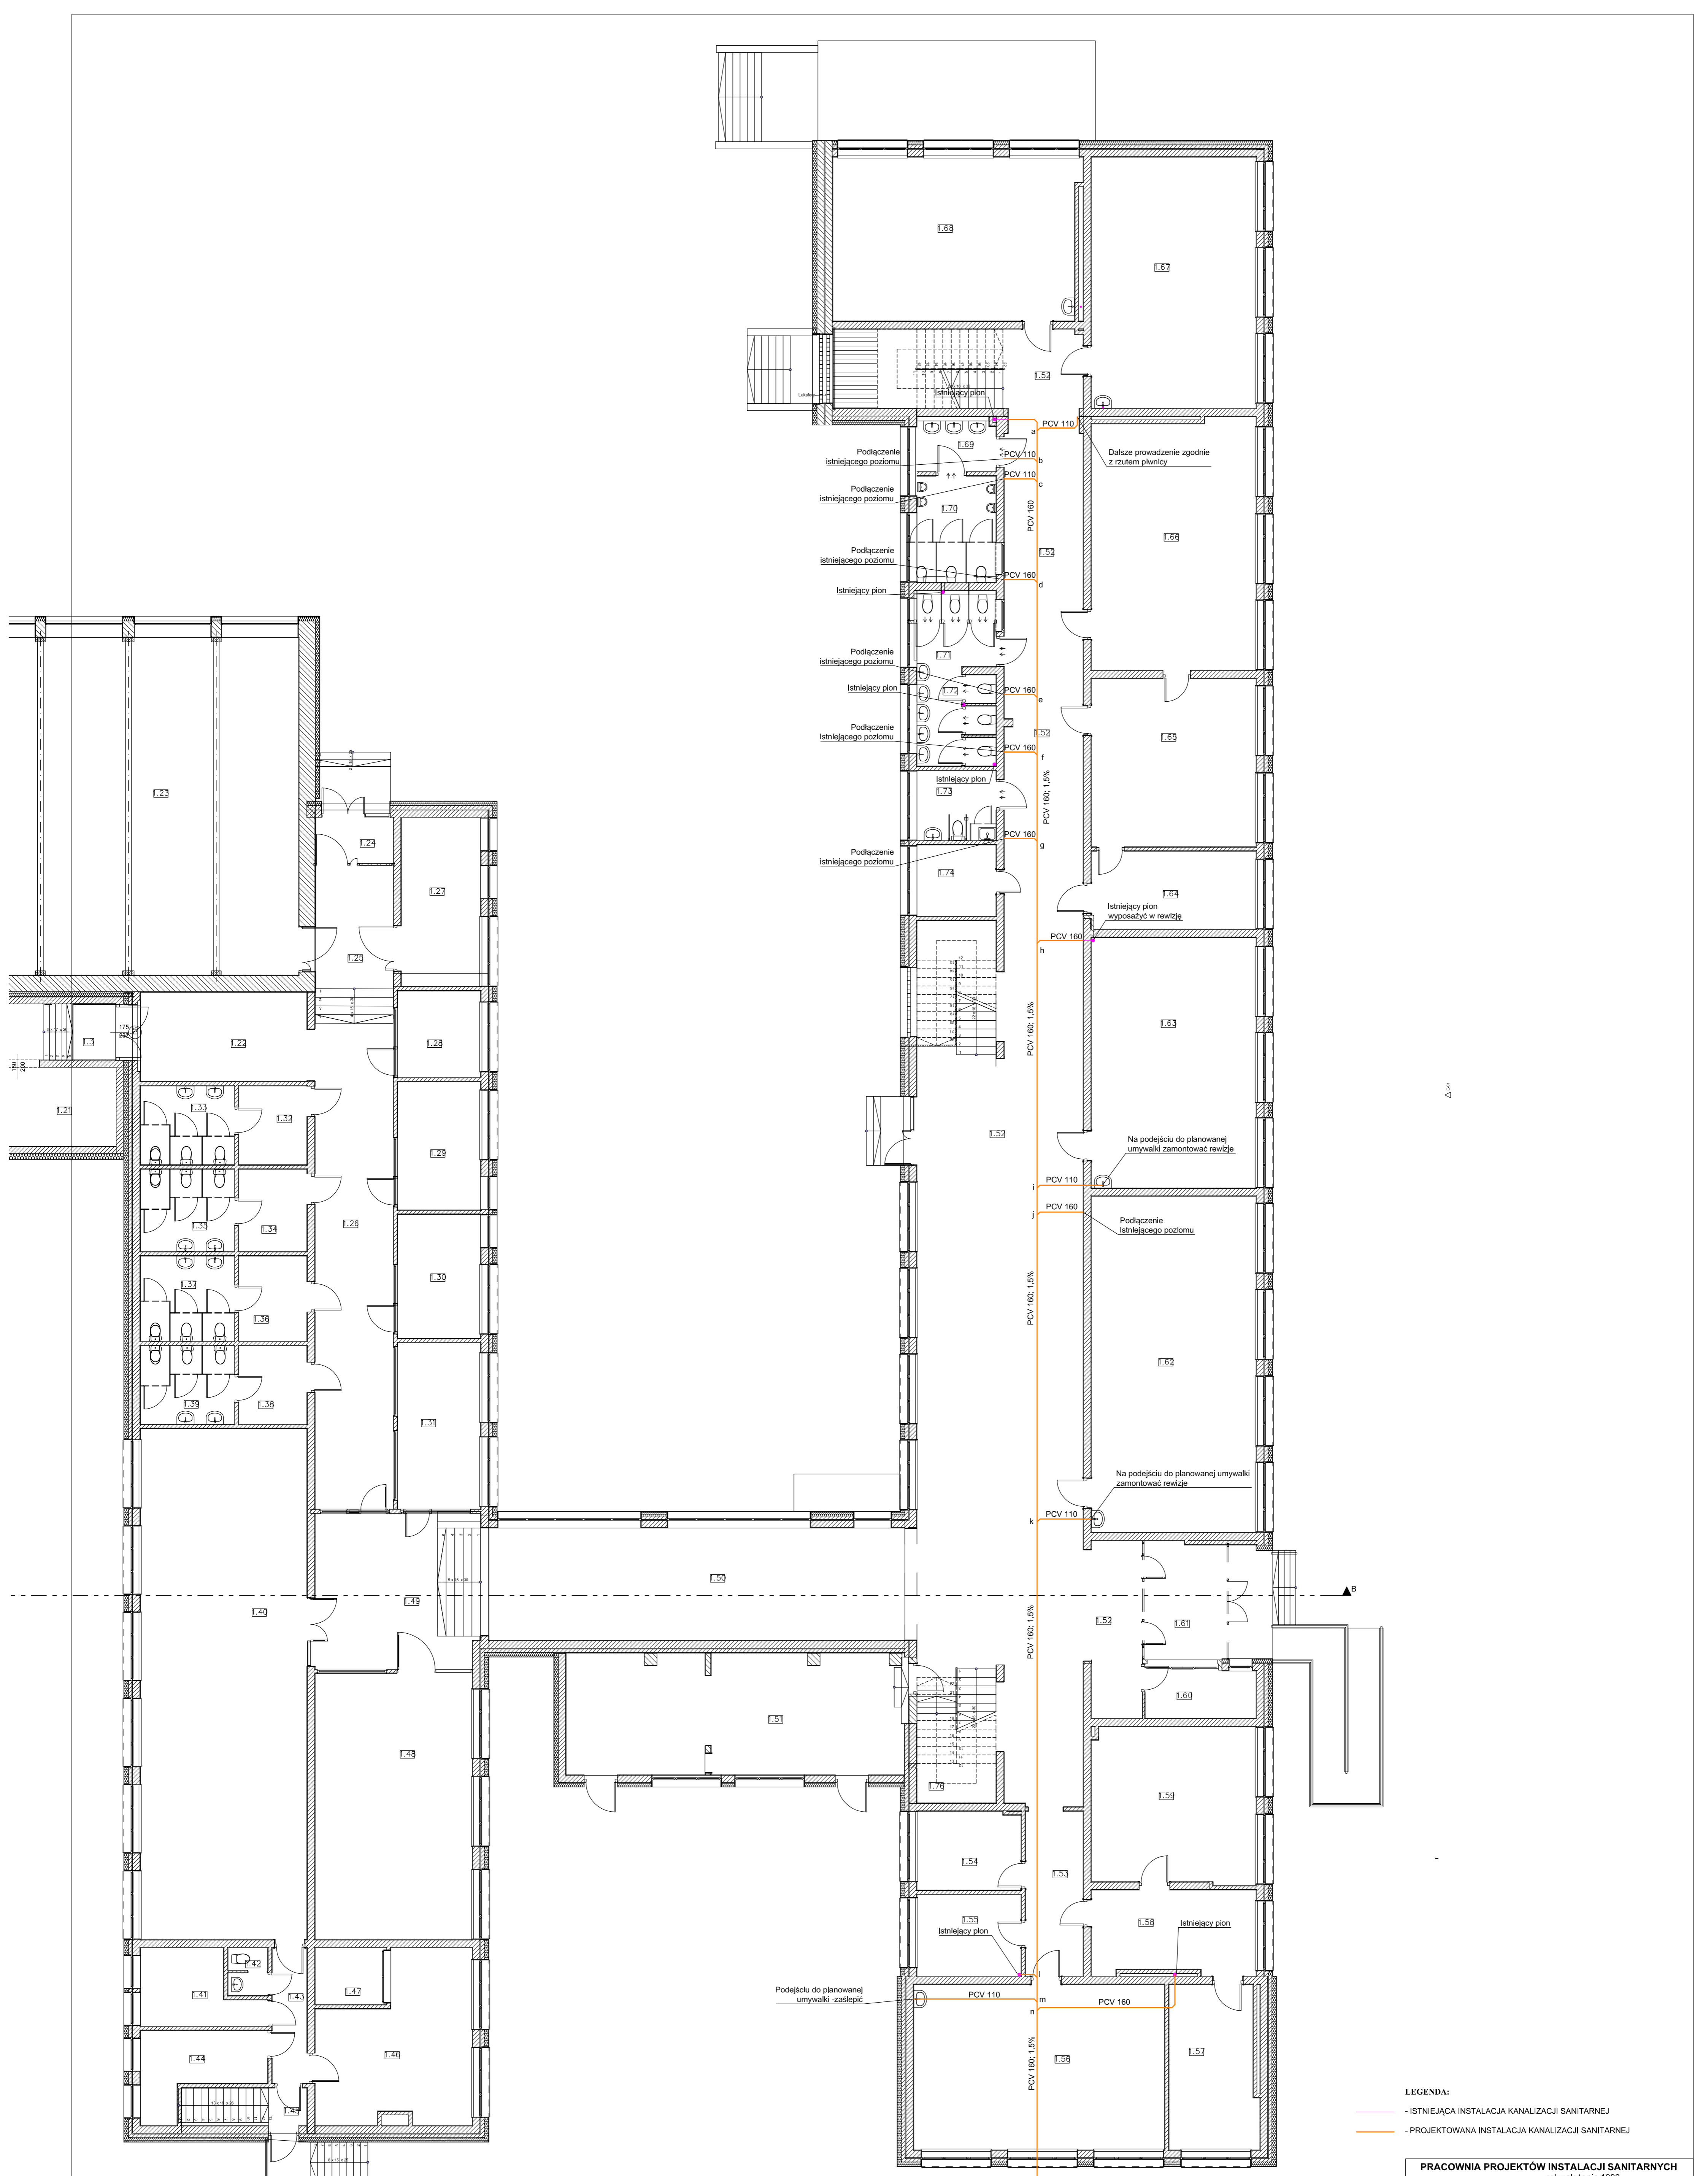 1.68
1.67
1.52
Istniejący pion
Luksfery
a
PCV 110
1.69
Podłączenie
istniejącego poziomu
PCV 110
b
Dalsze prowadzenie zgodnie
z rzutem piwnicy
PCV 110
c
Podłączenie
istniejącego poziomu
1.70
PCV 160
1.66
1.52
Podłączenie
istniejącego poziomu
PCV 160
d
Istniejący pion
1.71
Podłączenie
istniejącego poziomu
1.72
PCV 160
e
Istniejący pion
1.52
1.65
Podłączenie
istniejącego poziomu
PCV 160
f
Istniejący pion
1.73
PCV 160; 1,5%
1.23
PCV 160
g
1.24
Podłączenie
istniejącego poziomu
1.74
1.27
1.64
Istniejący pion
wyposażyć w rewizję
PCV 160
h
1.25
1.63
PCV 160; 1,5%
1.3
175
1.22
1.28
150
200
1.21
1.33
1.32
1.52
1.29
Na podejściu do planowanej
umywalki zamontować rewizje
PCV 110
i
PCV 160
j
Podłączenie
istniejącego poziomu
1.35
1.34
1.26
1.37
1.30
PCV 160; 1,5%
1.36
1.62
1.39
1.38
1.31
Na podejściu do planowanej umywalki
zamontować rewizje
PCV 110
k
1.50
B
1.40
1.49
1.52
1.61
PCV 160; 1,5%
1.60
1.51
1.48
1.76
1.59
1.54
1.53
1.55
1.58
Istniejący pion
Istniejący pion
l
1.42
1.41
1.43
1.47
Podejściu do planowanej
umywalki -zaślepić
PCV 110
m
PCV 160
n
1.44
1.46
PCV 160; 1,5%
1.56
1.57
1.45
LEGENDA:
- ISTNIEJĄCA INSTALACJA KANALIZACJI SANITARNEJ
- PROJEKTOWANA INSTALACJA KANALIZACJI SANITARNEJ
PRACOWNIA PROJEKTÓW INSTALACJI SANITARNYCH